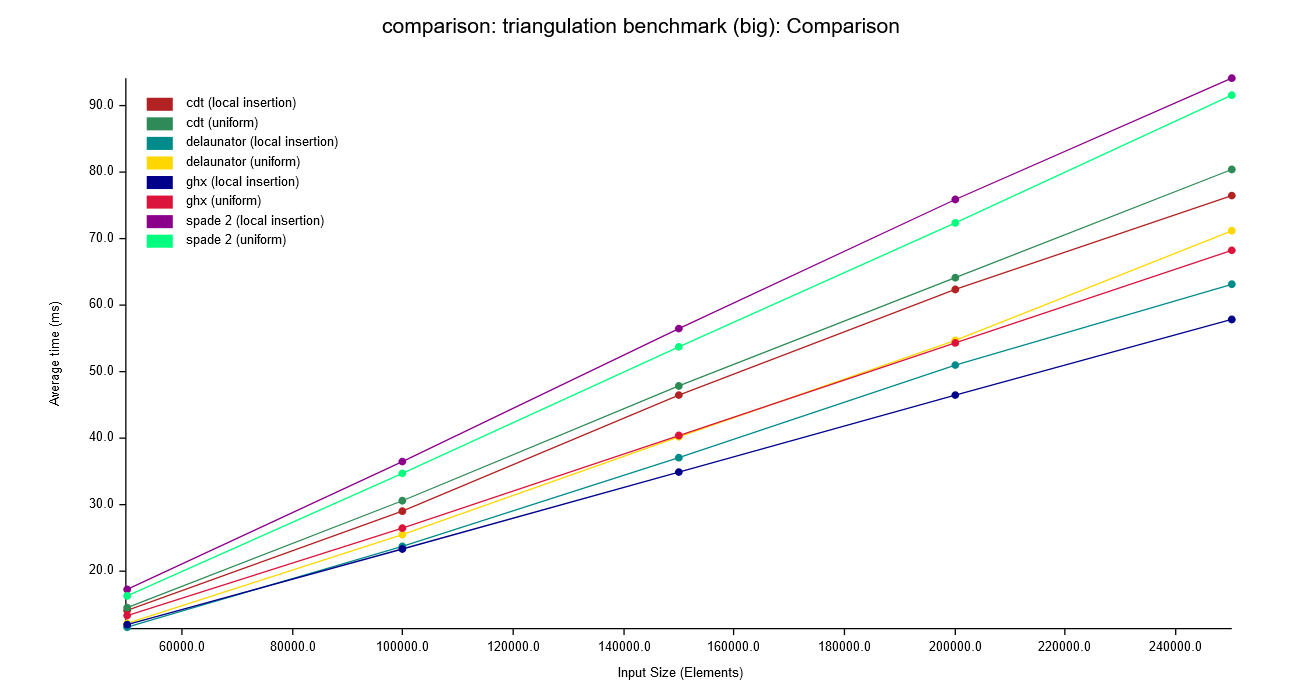 comparison: triangulation benchmark (big): Comparison
cdt (local insertion)
cdt (uniform)
delaunator (local insertion)
delaunator (uniform)
ghx (local insertion)
ghx (uniform)
spade 2 (local insertion)
spade 2 (uniform)
Average time (ms)
90.0
80.0
70.0
60.0
50.0
40.0
30.0
20.0
60000.0 80000.0 100000.0 120000.0 140000.0 160000.0 180000.0 200000.0 220000.0 240000.0
Input Size (Elements)